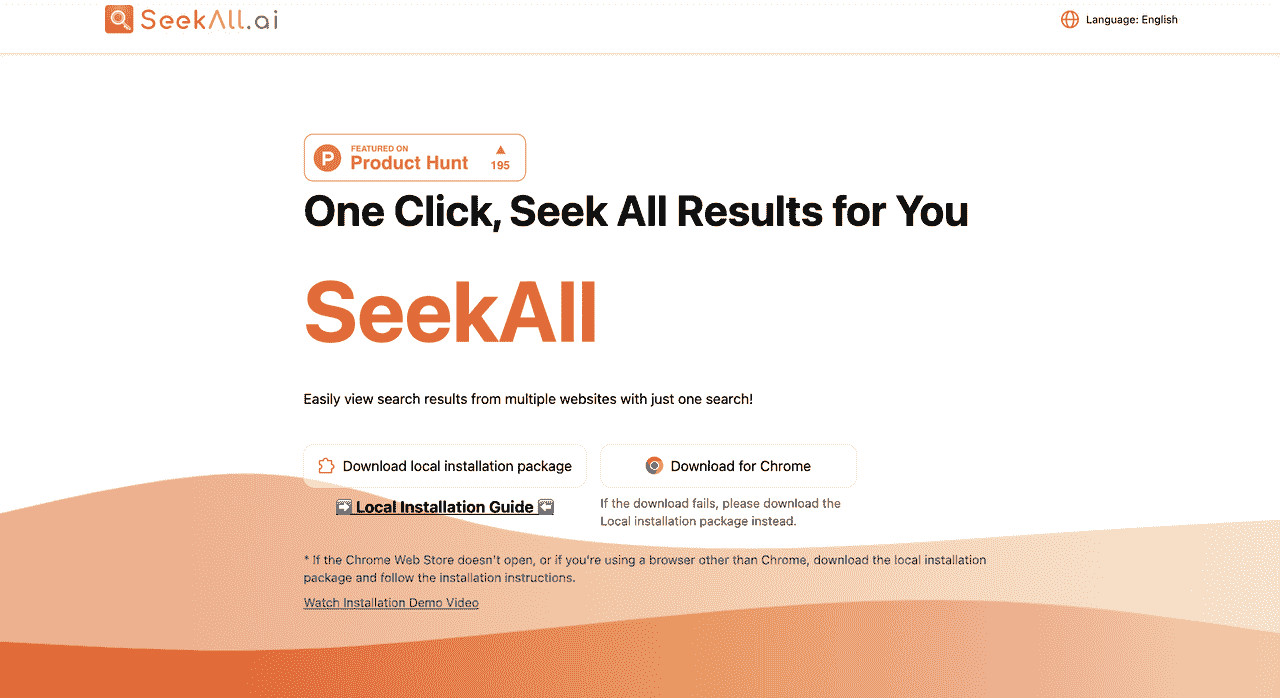 SeekAll.ai
Language: English
FEATURED ON
Product Hunt
195
One Click, Seek All Results for You
SeekAll
Easily view search results from multiple websites with just one search!
Download local installation package
Download for Chrome
➡️ Local Installation Guide ⬅️
If the download fails, please download the
Local installation package instead.
* If the Chrome Web Store doesn't open, or if you're using a browser other than Chrome, download the local installation
package and follow the installation instructions.
Watch Installation Demo Video